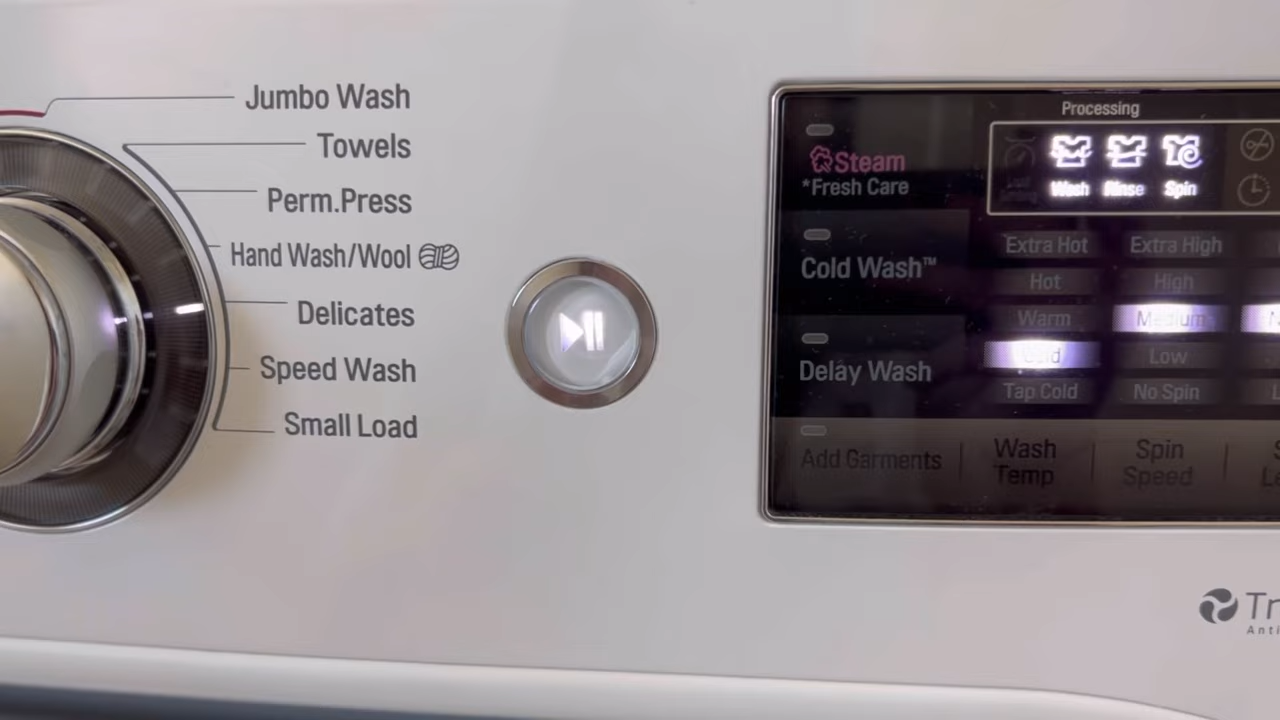 Jumbo Wash
Towels
Perm.Press
Hand Wash/Wool
Delicates
Speed Wash
Small Load
Processing
Wash Rinse Spin
Steam
*Fresh Care
Cold Wash™
Delay Wash
Add Garments
Extra Hot
Hot
Warm
Cold
Tap Cold
Wash
Temp
Extra High
High
Medium
Low
No Spin
Spin
Speed